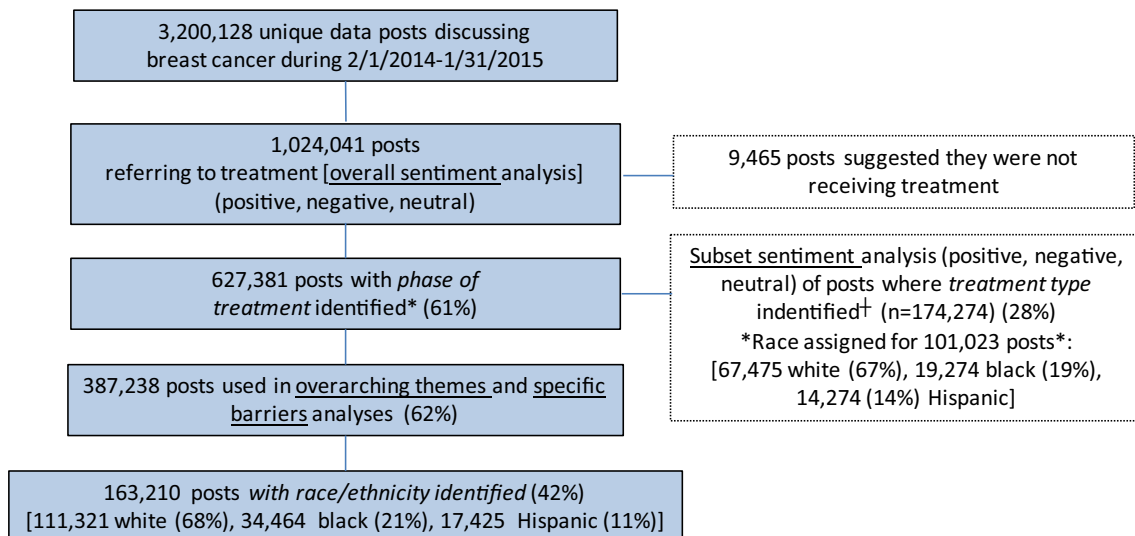 3,200,128 unique data posts discussing
breast cancer during 2/1/2014-1/31/2015
1,024,041 posts
referring to treatment [overall sentiment analysis]
(positive, negative, neutral)
9,465 posts suggested they were not
receiving treatment
627,381 posts with phase of
treatment identified* (61%)
Subset sentiment analysis (positive, negative,
neutral) of posts where treatment type
indentified┼ (n=174,274) (28%)
*Race assigned for 101,023 posts*:
[67,475 white (67%), 19,274 black (19%),
14,274 (14%) Hispanic]
387,238 posts used in overarching themes and specific
barriers analyses (62%)
163,210 posts with race/ethnicity identified (42%)
[111,321 white (68%), 34,464 black (21%), 17,425 Hispanic (11%)]